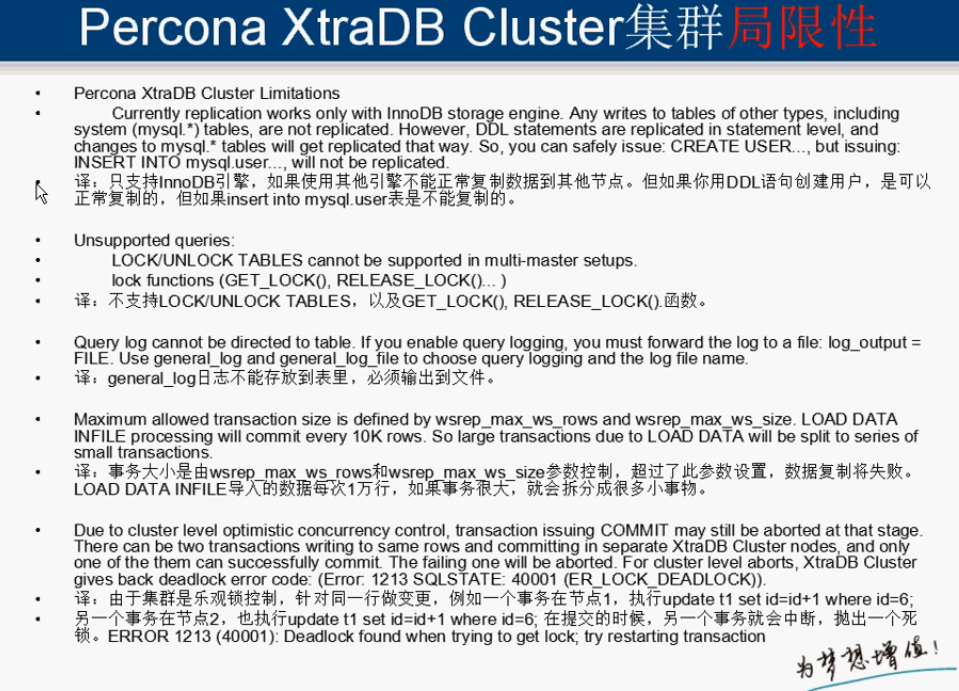 Percona XtraDB Cluster集群局限性
• Percona XtraDB Cluster Limitations
• Currently replication works only with InnoDB storage engine. Any writes to tables of other types, including
system (mysql.*) tables, are not replicated. However, DDL statements are replicated in statement level, and
changes to mysql.* tables will get replicated that way. So, you can safely issue: CREATE USER..., but issuing:
INSERT INTO mysql.user..., will not be replicated.
• 译：只支持InnoDB引擎，如果使用其他引擎不能正常复制数据到其他节点。但如果你用DDL语句创建用户，是可以
正常复制的，但如果insert into mysql.user表是不能复制的。
• Unsupported queries:
• LOCK/UNLOCK TABLES cannot be supported in multi-master setups.
• lock functions (GET_LOCK(), RELEASE_LOCK()... )
• 译：不支持LOCK/UNLOCK TABLES，以及GET_LOCK(), RELEASE_LOCK().函数。
• Query log cannot be directed to table. If you enable query logging, you must forward the log to a file: log_output =
FILE. Use general_log and general_log_file to choose query logging and the log file name.
• 译：general_log日志不能存放到表里，必须输出到文件。
• Maximum allowed transaction size is defined by wsrep_max_ws_rows and wsrep_max_ws_size. LOAD DATA
INFILE processing will commit every 10K rows. So large transactions due to LOAD DATA will be split to series of
small transactions.
• 译：事务大小是由wsrep_max_ws_rows和wsrep_max_ws_size参数控制，超过了此参数设置，数据复制将失败。
LOAD DATA INFILE导入的数据每次1万行，如果事务很大，就会拆分成很多小事物。
• Due to cluster level optimistic concurrency control, transaction issuing COMMIT may still be aborted at that stage.
There can be two transactions writing to same rows and committing in separate XtraDB Cluster nodes, and only
one of the them can successfully commit. The failing one will be aborted. For cluster level aborts, XtraDB Cluster
gives back deadlock error code: (Error: 1213 SQLSTATE: 40001 (ER_LOCK_DEADLOCK)).
• 译：由于集群是乐观锁控制，针对同一行做变更，例如一个事务在节点1，执行update t1 set id=id+1 where id=6;
• 另一个事务在节点2，也执行update t1 set id=id+1 where id=6; 在提交的时候，另一个事务就会中断，抛出一个死
锁。ERROR 1213 (40001): Deadlock found when trying to get lock; try restarting transaction
为梦想增值！